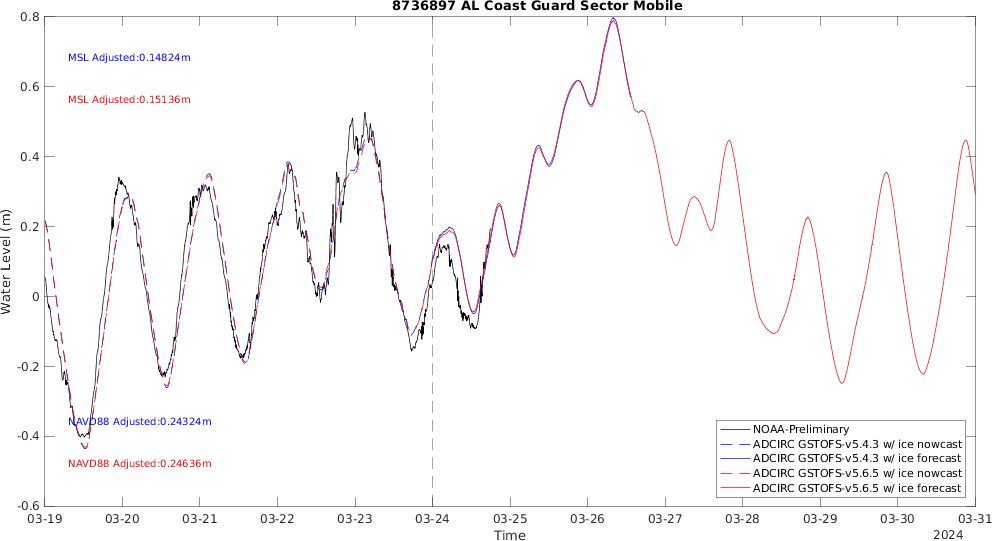 8736897 AL Coast Guard Sector Mobile
0.8
0.6
0.4
0.2
0
-0.2
-0.4
-0.6
Water Level (m)
MSL Adjusted:0.14824m
MSL Adjusted:0.15136m
NAVD88 Adjusted:0.24324m
NAVD88 Adjusted:0.24636m
NOAA-Preliminary
ADCIRC GSTOFS-v5.4.3 w/ ice nowcast
ADCIRC GSTOFS-v5.4.3 w/ ice forecast
ADCIRC GSTOFS-v5.6.5 w/ ice nowcast
ADCIRC GSTOFS-v5.6.5 w/ ice forecast
03-19 03-20 03-21 03-22 03-23 03-24 03-25 03-26 03-27 03-28 03-29 03-30 03-31
Time
2024